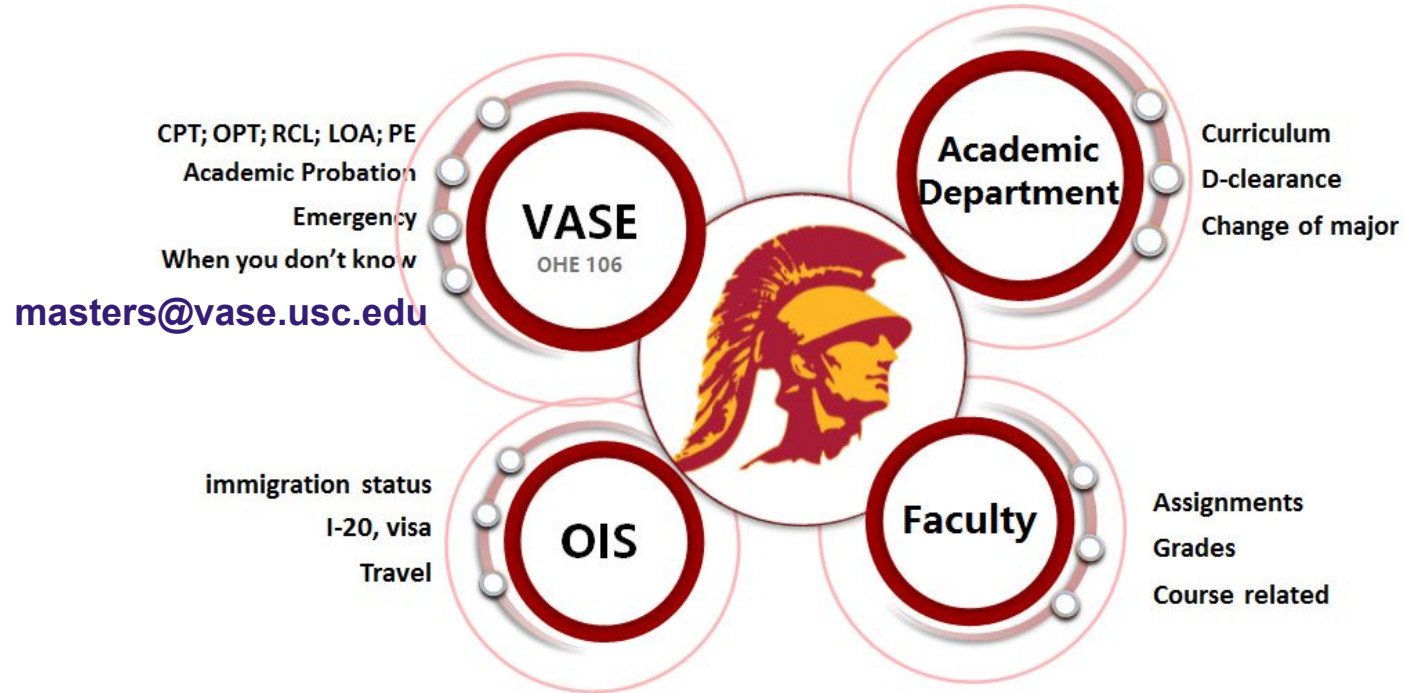 CPT; OPT; RCL; LOA; PE
Academic Probation
Emergency
When you don't know
masters@vase.usc.edu
VASE
OHE 106
Academic
Department
Curriculum
D-clearance
Change of major
immigration status
I-20, visa
Travel
OIS
Faculty
Assignments
Grades
Course related